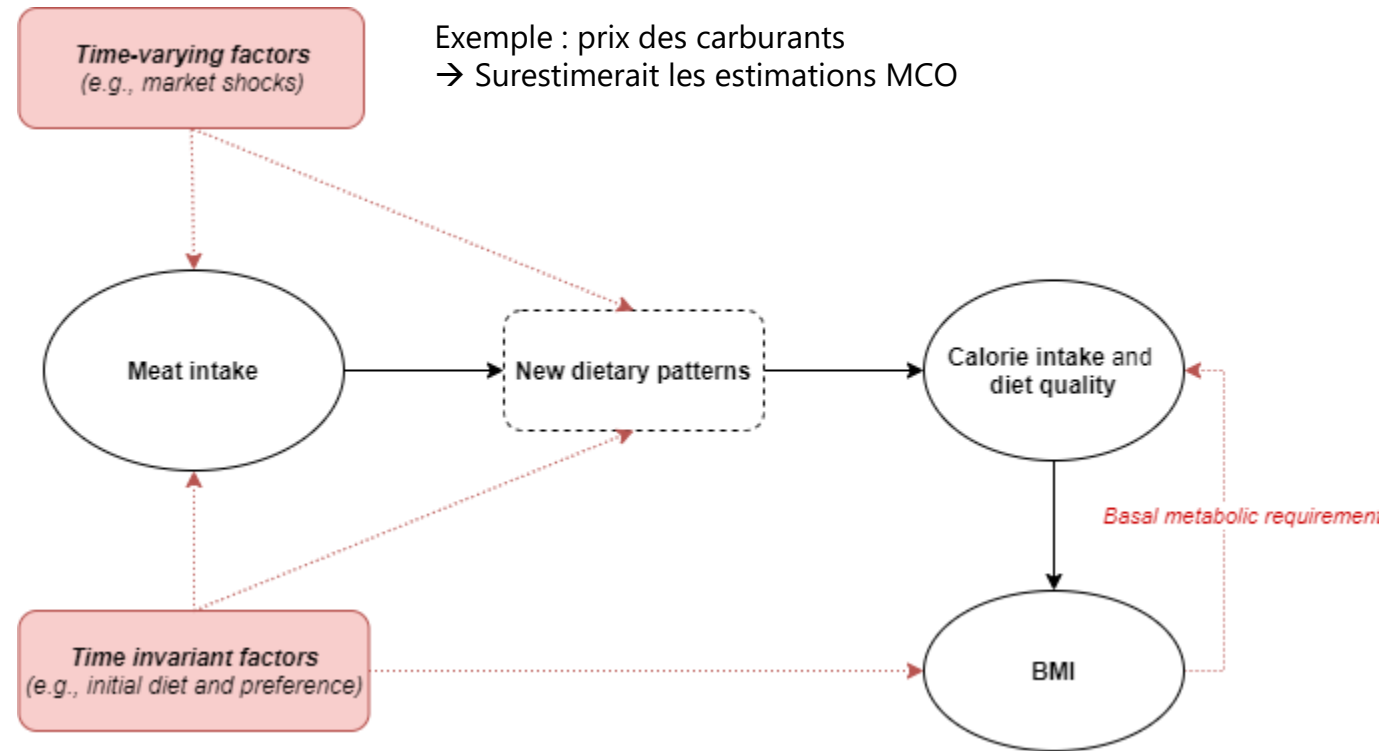 Time-varying factors
(e.g., market shocks)
Exemple : prix des carburants
→ Surestimerait les estimations MCO
Meat intake
New dietary patterns
Calorie intake and
diet quality
Basal metabolic requirement
Time invariant factors
(e.g., initial diet and preference)
BMI